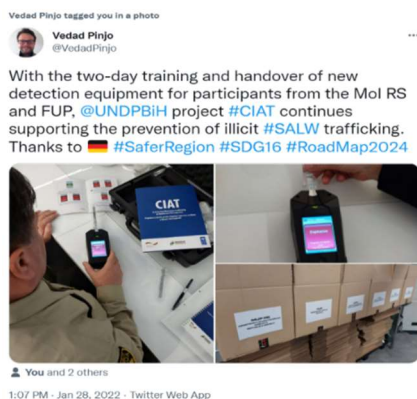 Vedad Pinjo tagged you in a photo
Vedad Pinjo
@VedadPinjo
With the two-day training and handover of new
detection equipment for participants from the MoI RS
and FUP, @UNDPBiH project #CIAT continues
supporting the prevention of illicit #SALW trafficking.
Thanks to 🇩🇪 #SaferRegion #SDG16 #RoadMap2024
CIAT
You and 2 others
1:07 PM · Jan 28, 2022 · Twitter Web App